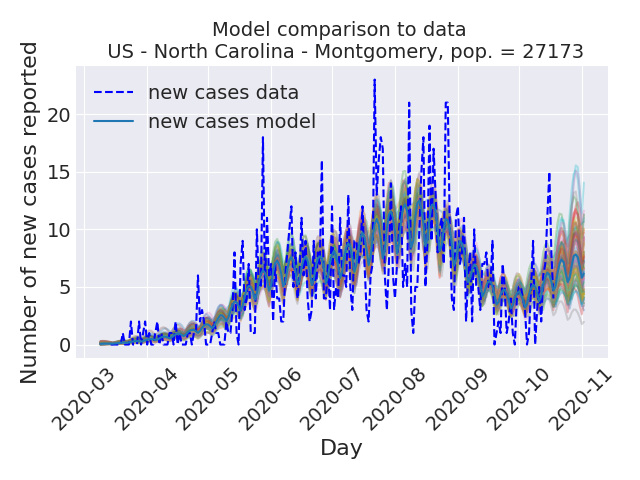 Model comparison to data
US - North Carolina - Montgomery, pop. = 27173
Number of new cases reported
new cases data
new cases model
20
15
10
5
0
2020-03
2020-04
2020-05
2020-06
2020-07
2020-08
2020-09
2020-10
2020-11
Day